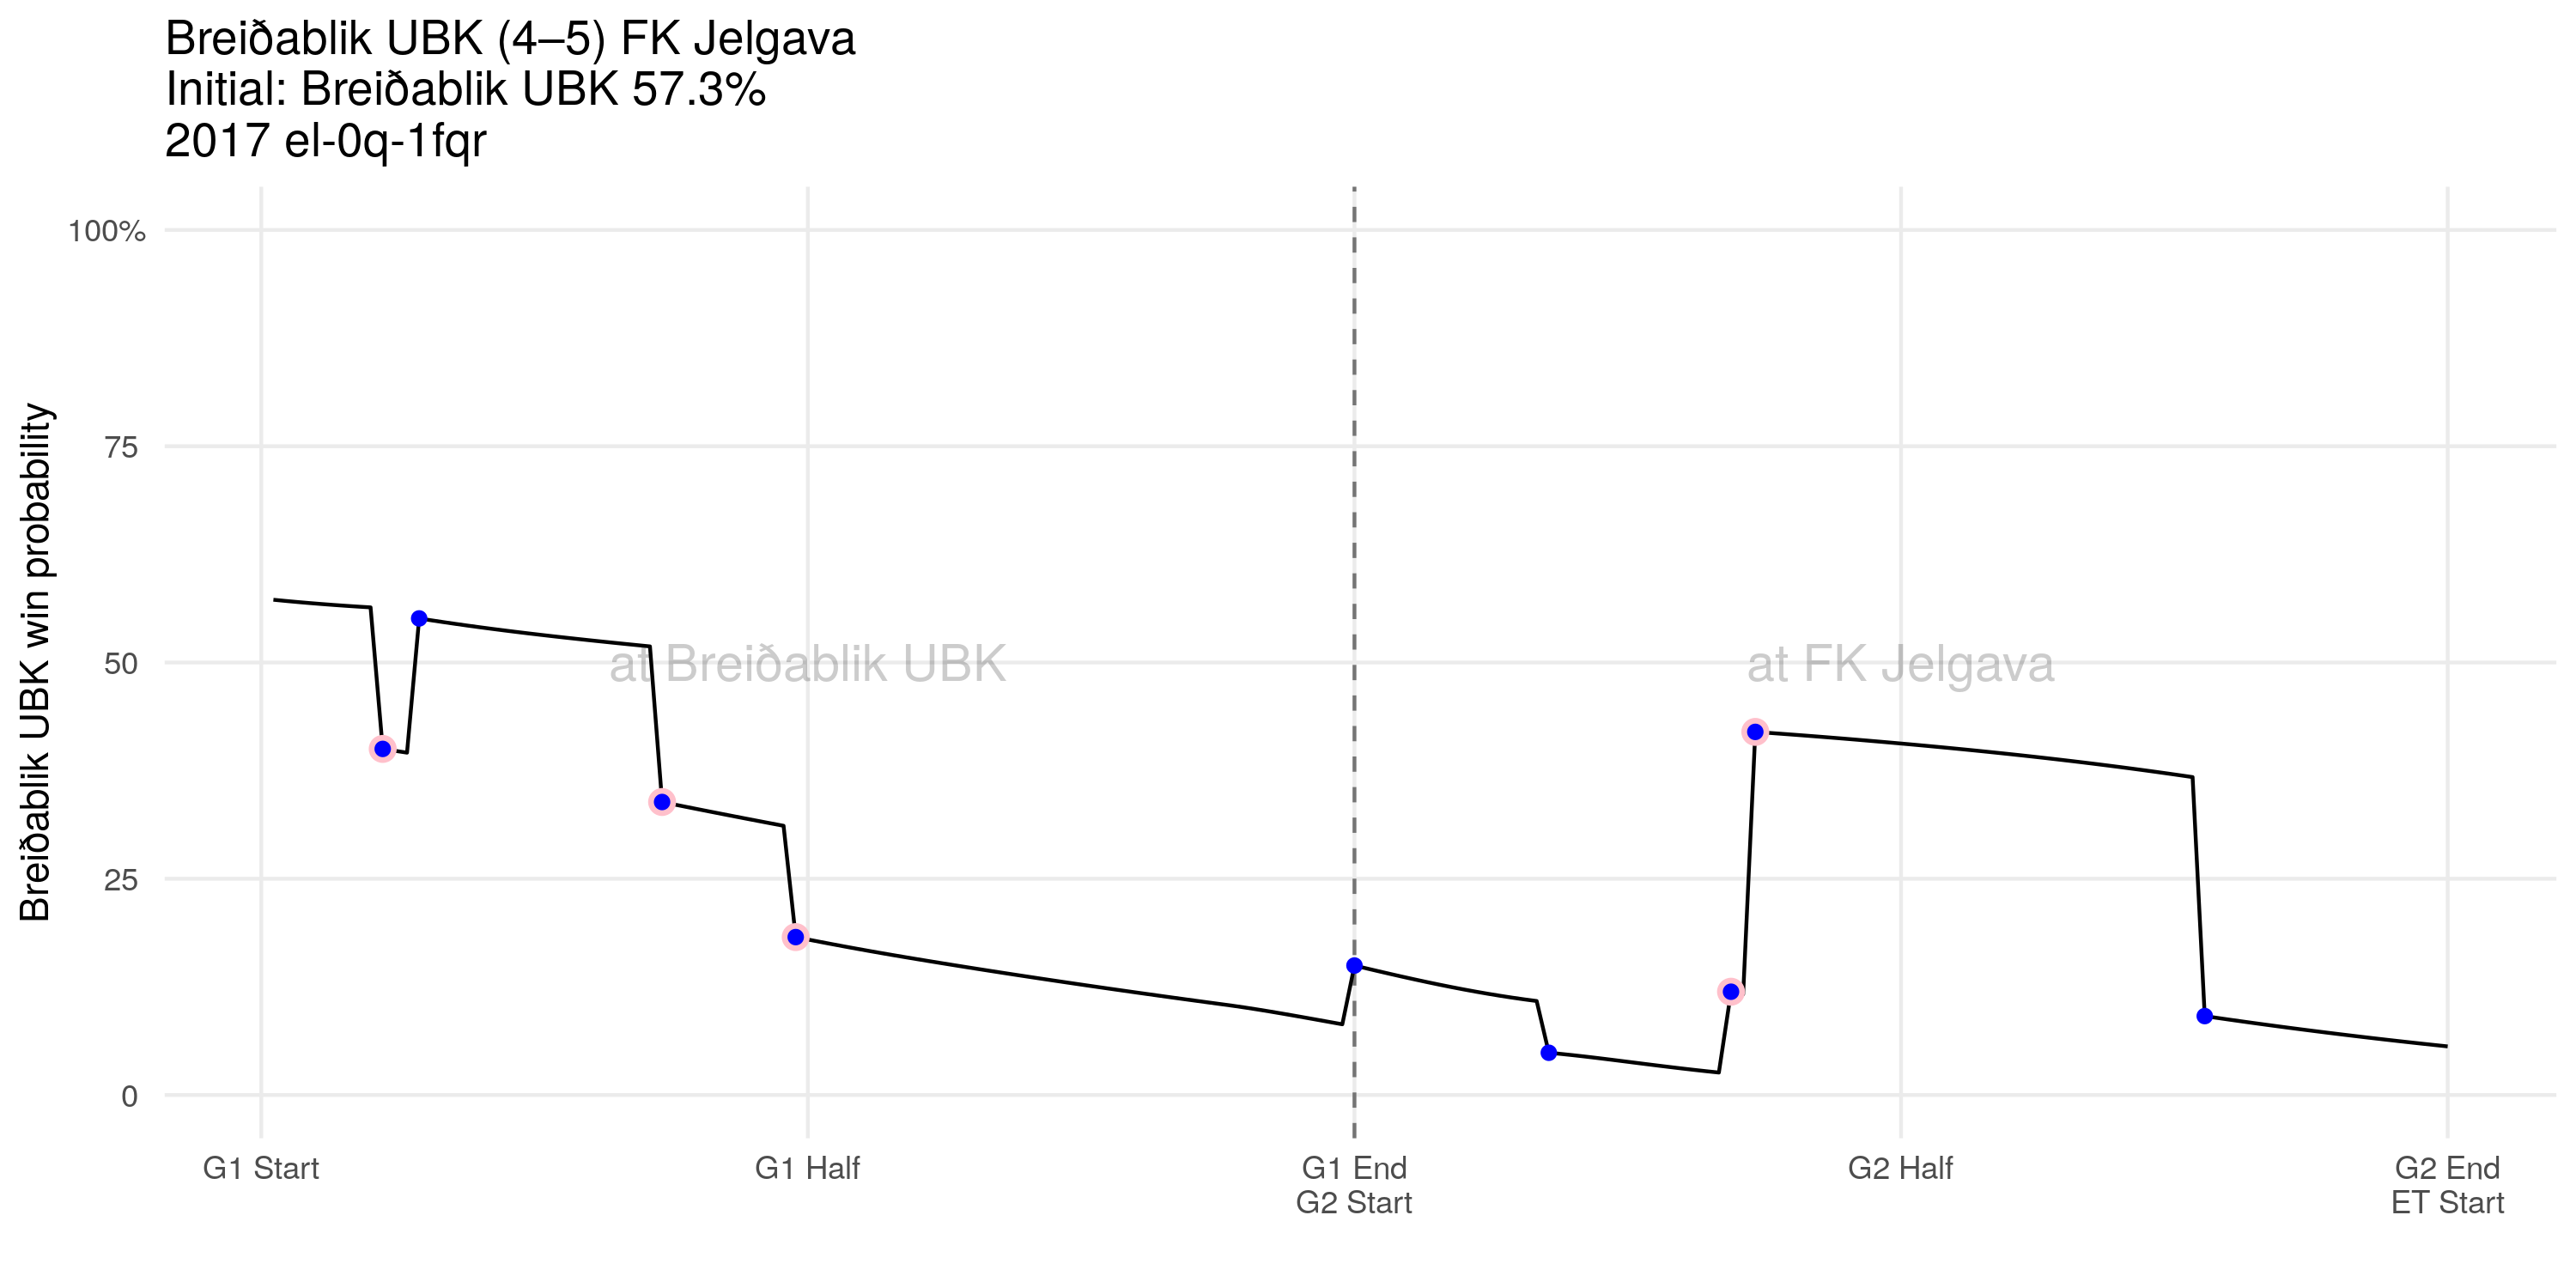 Breiðablik UBK (4–5) FK Jelgava
Initial: Breiðablik UBK 57.3%
2017 el-0q-1fqr
Breiðablik UBK win probability
100%
75
50
25
0
at Breiðablik UBK
at FK Jelgava
G1 Start
G1 Half
G1 End
G2 Start
G2 Half
G2 End
ET Start